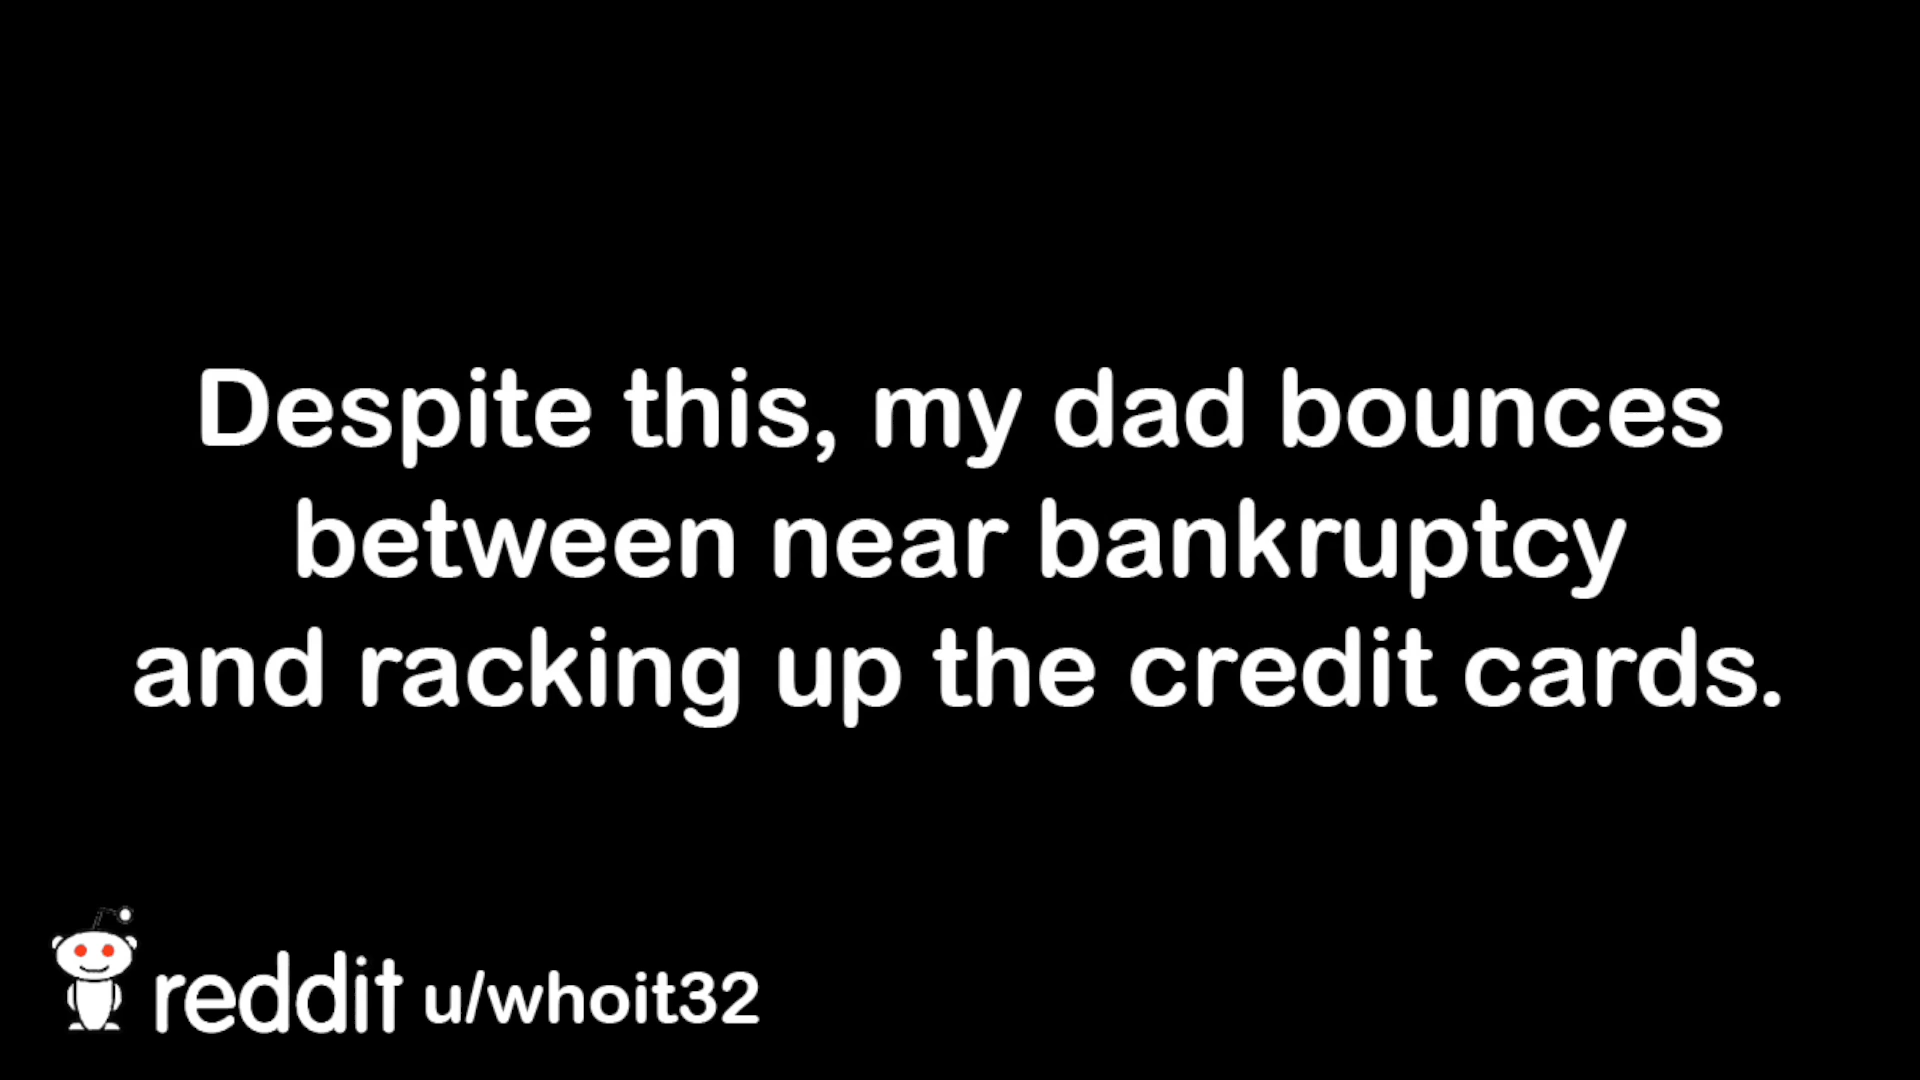 Despite this, my dad bounces
between near bankruptcy
and racking up the credit cards.
reddit u/whoit32